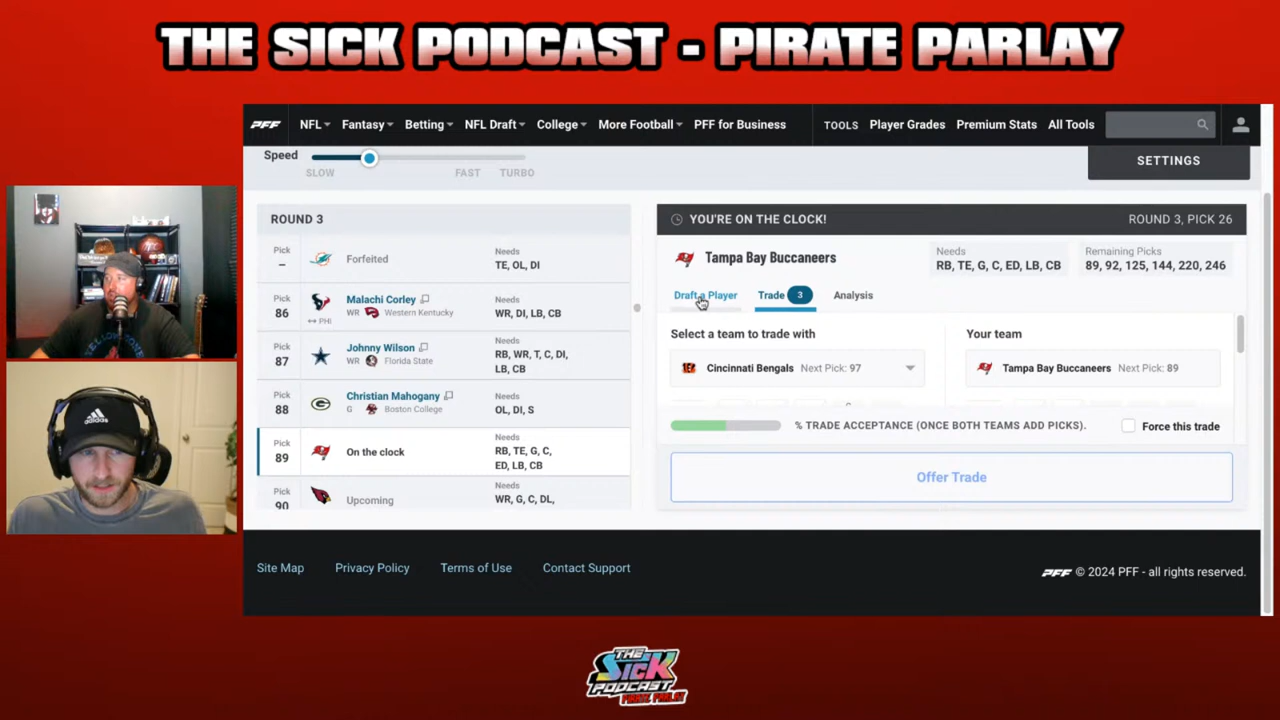 THE SICK PODCAST - PIRATE PARLAY
PFF NFL Fantasy Betting NFL Draft College More Football PFF for Business TOOLS Player Grades Premium Stats All Tools
Speed
SLOW FAST TURBO
SETTINGS
ROUND 3
Pick
–
Forfeited
Needs
TE, OL, DI
Pick
86
↔ PHI
Malachi Corley
WR Western Kentucky
Needs
WR, DI, LB, CB
Pick
87
Johnny Wilson
WR Florida State
Needs
RB, WR, T, C, DI,
LB, CB
Pick
88
Christian Mahogany
G Boston College
Needs
OL, DI, S
Pick
89
On the clock
Needs
RB, TE, G, C,
ED, LB, CB
Pick
90
Upcoming
Needs
WR, G, C, DL,
YOU'RE ON THE CLOCK! ROUND 3, PICK 26
Tampa Bay Buccaneers
Needs
RB, TE, G, C, ED, LB, CB
Remaining Picks
89, 92, 125, 144, 220, 246
Draft a Player Trade 3 Analysis
Select a team to trade with
Cincinnati Bengals Next Pick: 97
Your team
Tampa Bay Buccaneers Next Pick: 89
% TRADE ACCEPTANCE (ONCE BOTH TEAMS ADD PICKS).
Force this trade
Offer Trade
Site Map Privacy Policy Terms of Use Contact Support
PFF © 2024 PFF - all rights reserved.
THE
SICK
PODCAST
PIRATE PARLAY